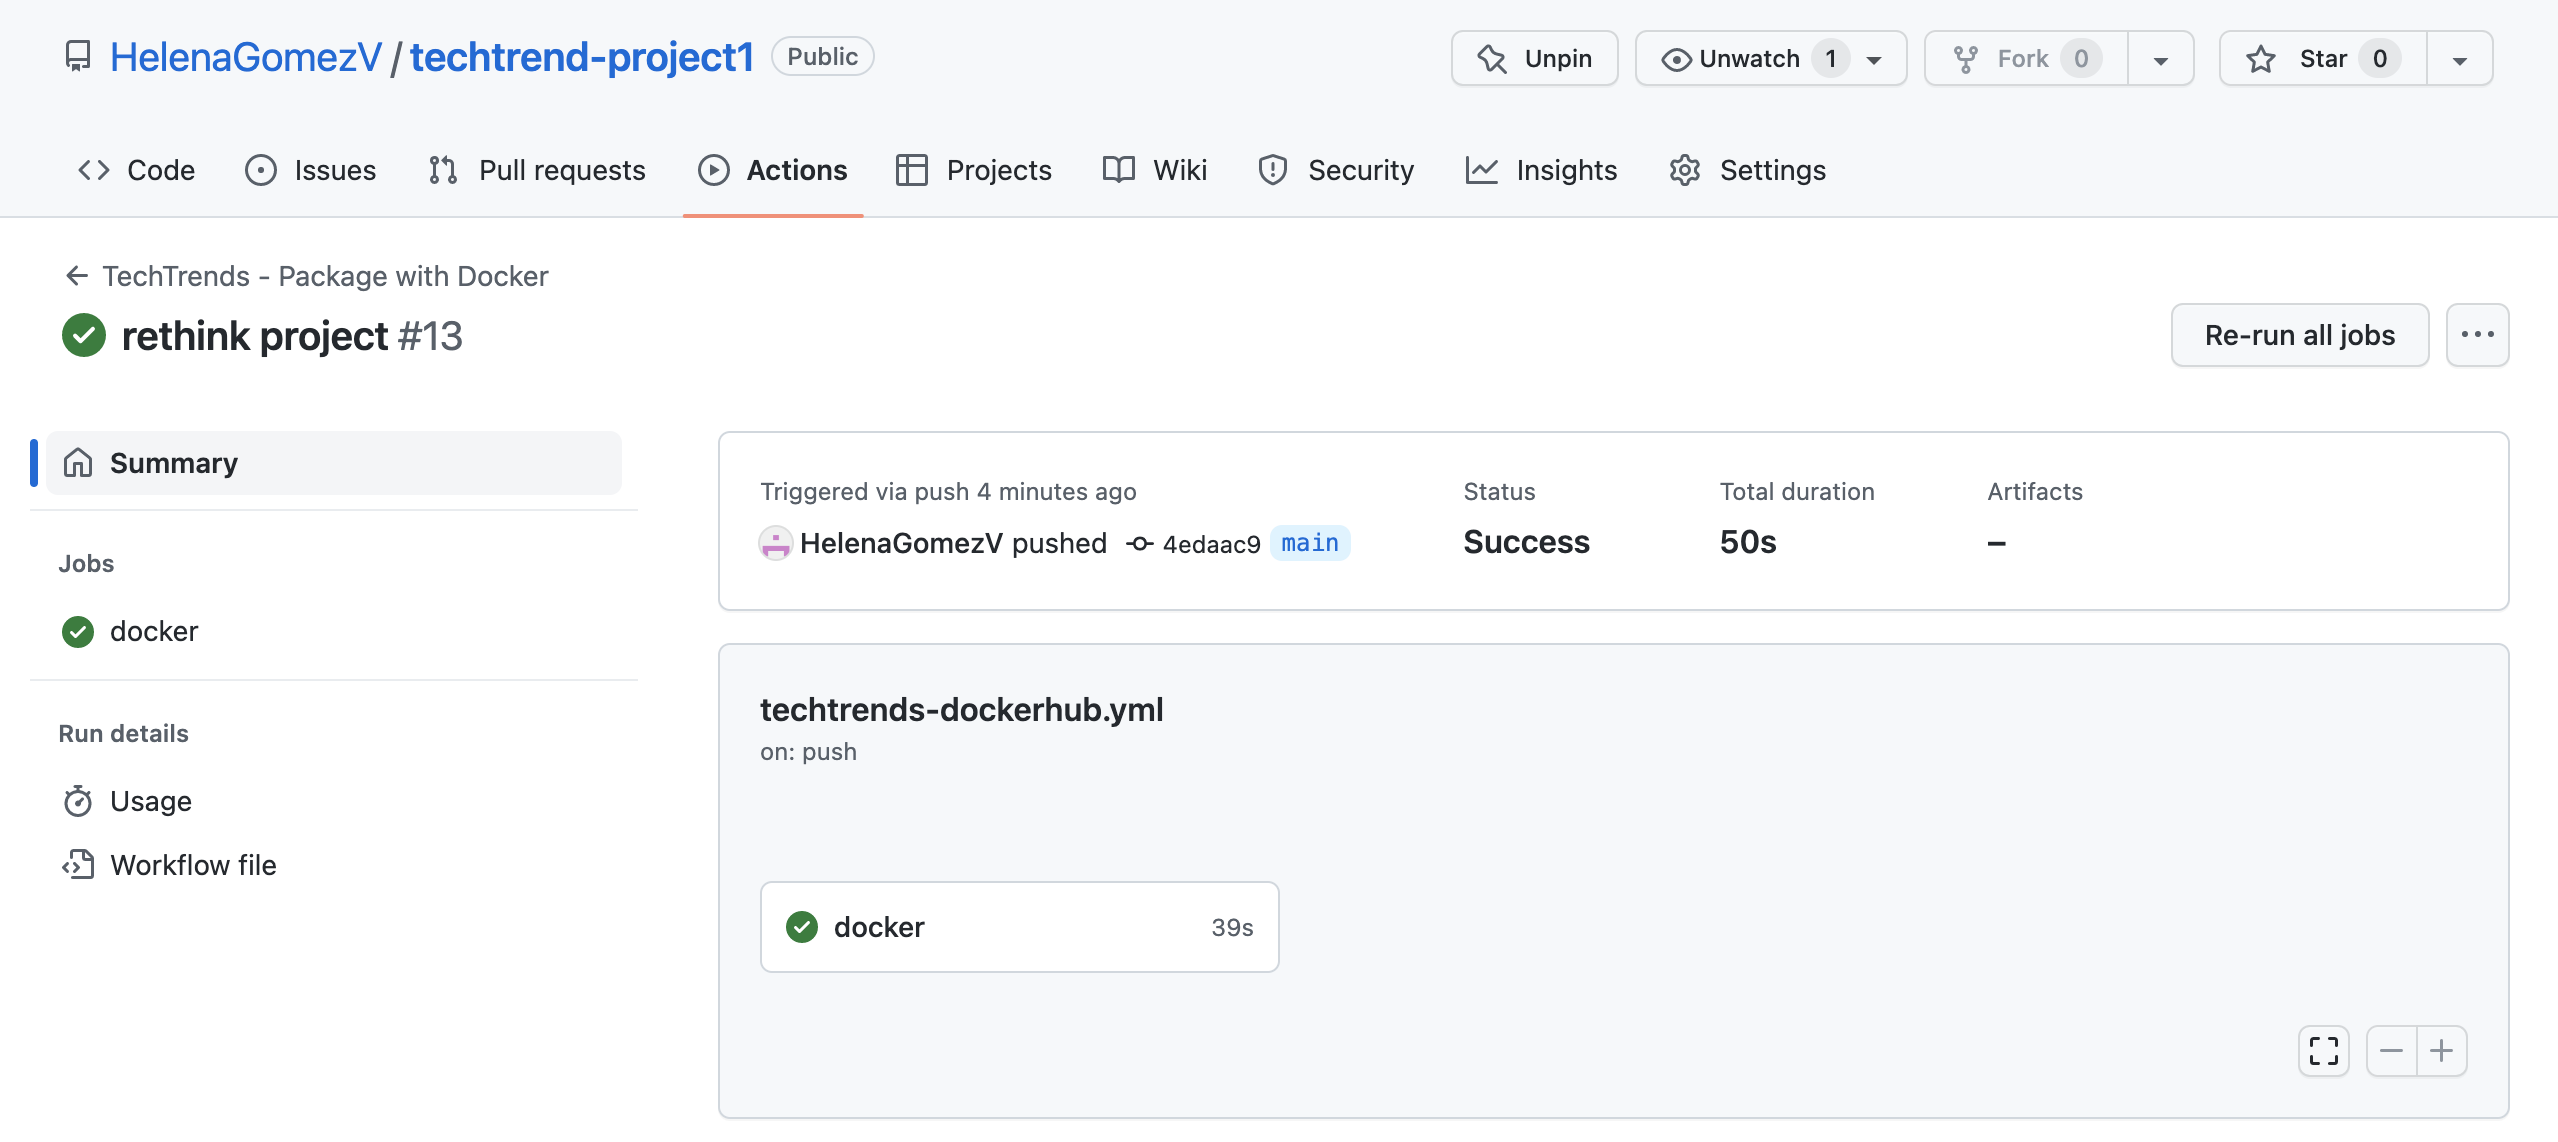 HelenaGomezV / techtrend-project1 Public
Unpin Unwatch 1 Fork 0 Star 0
Code Issues Pull requests Actions Projects Wiki Security Insights Settings
TechTrends - Package with Docker
rethink project #13
Re-run all jobs
Summary
Jobs
docker
Run details
Usage
Workflow file
Triggered via push 4 minutes ago
HelenaGomezV pushed 4edaac9 main
Status
Success
Total duration
50s
Artifacts
–
techtrends-dockerhub.yml
on: push
docker 39s